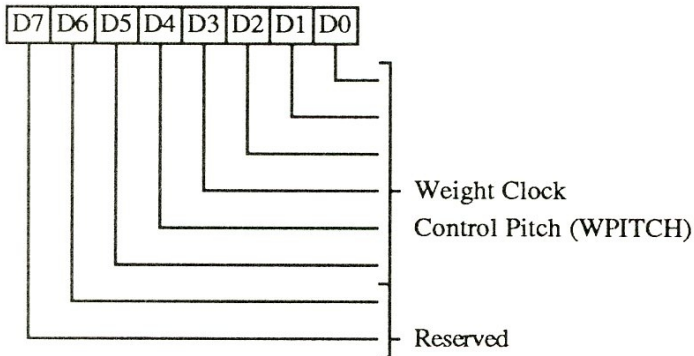 D7 D6 D5 D4 D3 D2 D1 D0
Weight Clock
Control Pitch (WPITCH)
Reserved